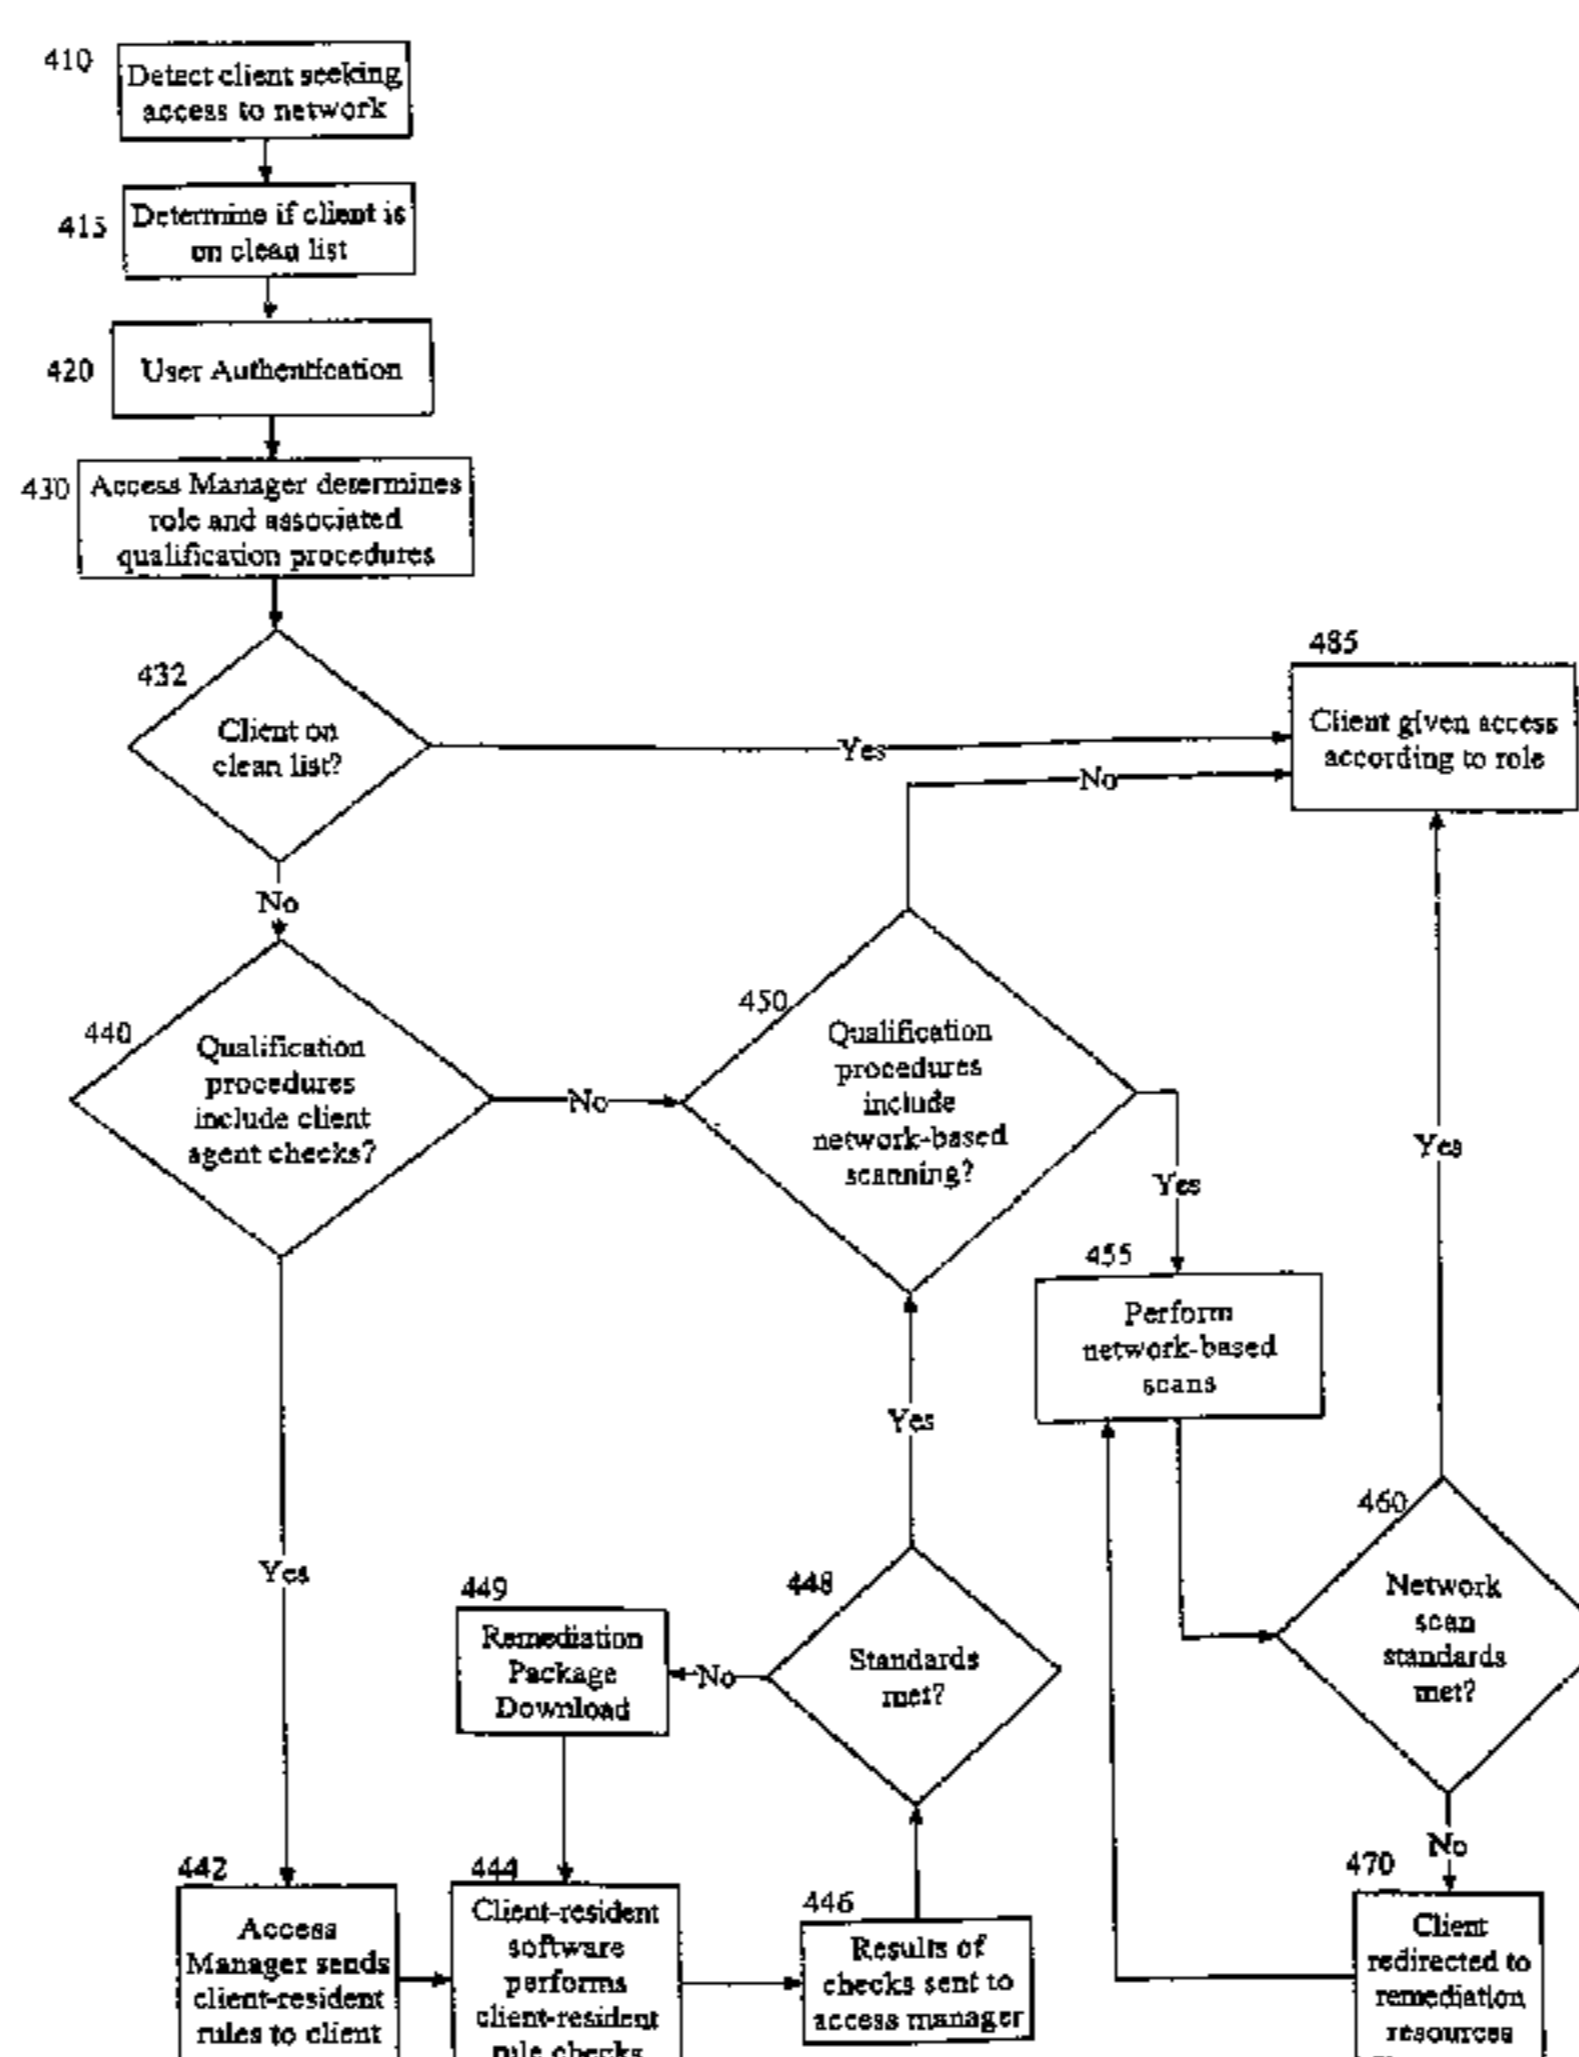 410
Detect client seeking
access to network
415
Determine if client is
on clean list
420
User Authentication
430
Access Manager determines
role and associated
qualification procedures
432
Client on
clean list?
Yes
485
Client given access
according to role
No
No
440
Qualification
procedures
include client
agent checks?
No
450
Qualification
procedures
include
network-based
scanning?
Yes
Yes
455
Perform
network-based
scans
Yes
Yes
449
Remediation
Package
Download
No
448
Standards
met?
460
Network
scan
standards
met?
No
442
Access
Manager sends
client-resident
rules to client
444
Client-resident
software
performs
client-resident
rule checks
446
Results of
checks sent to
access manager
470
Client
redirected to
remediation
resources